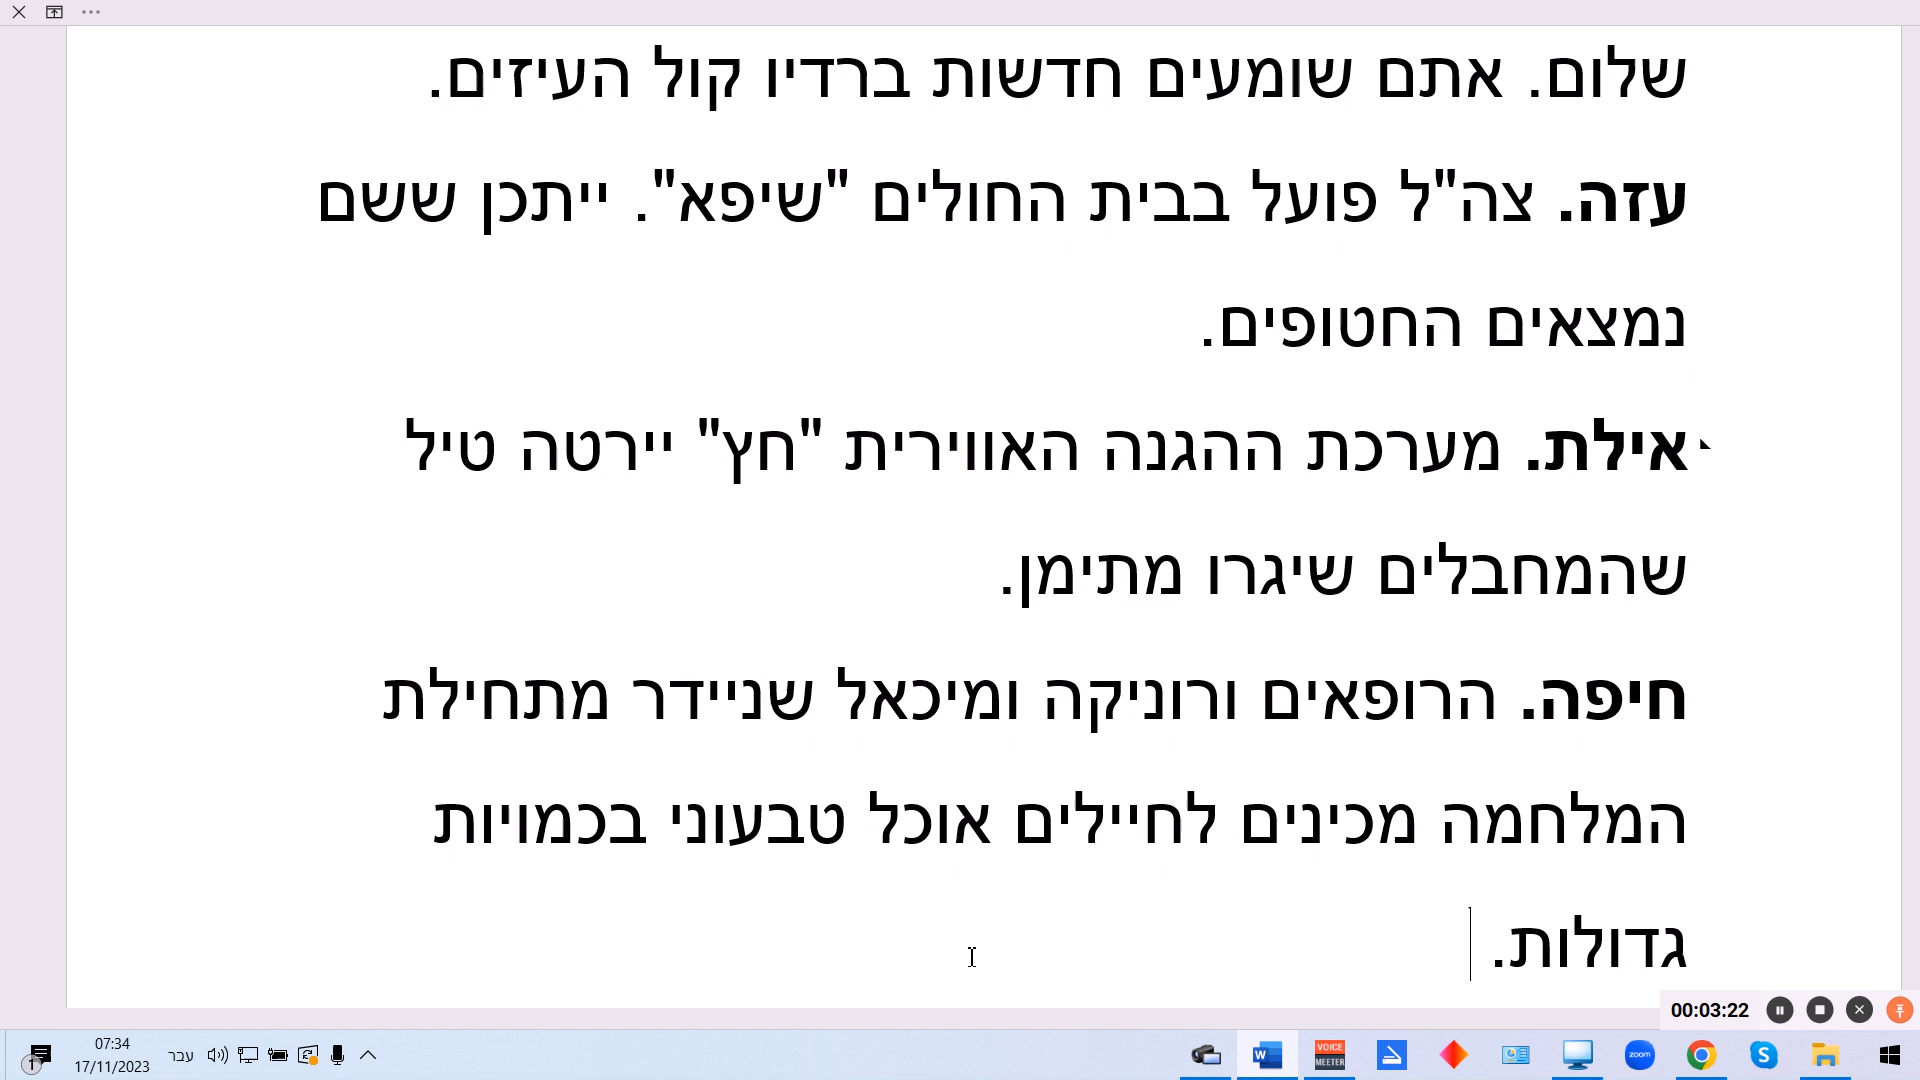 שלום. אתם שומעים חדשות ברדיו קול העיזים.
עזה. צה"ל פועל בבית החולים "שיפא". ייתכן ששם
נמצאים החטופים.
אילת. מערכת ההגנה האווירית "חץ" יירטה טיל
שהמחבלים שיגרו מתימן.
חיפה. הרופאים ורוניקה ומיכאל שניידר מתחילת
המלחמה מכינים לחיילים אוכל טבעוני בכמויות
גדולות.
00:03:22
07:34
17/11/2023
עבר
1
W
VOICE
MEETER
zoom
S